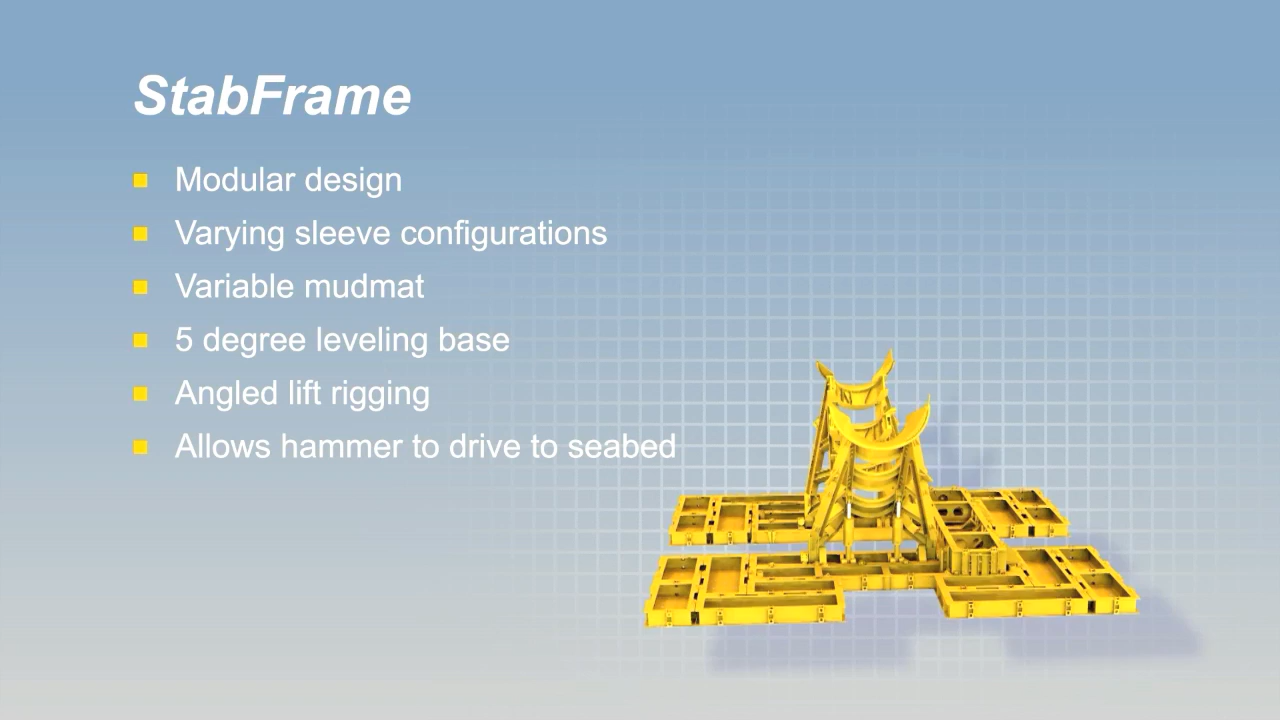 StabFrame
Modular design
Varying sleeve configurations
Variable mudmat
5 degree leveling base
Angled lift rigging
Allows hammer to drive to seabed